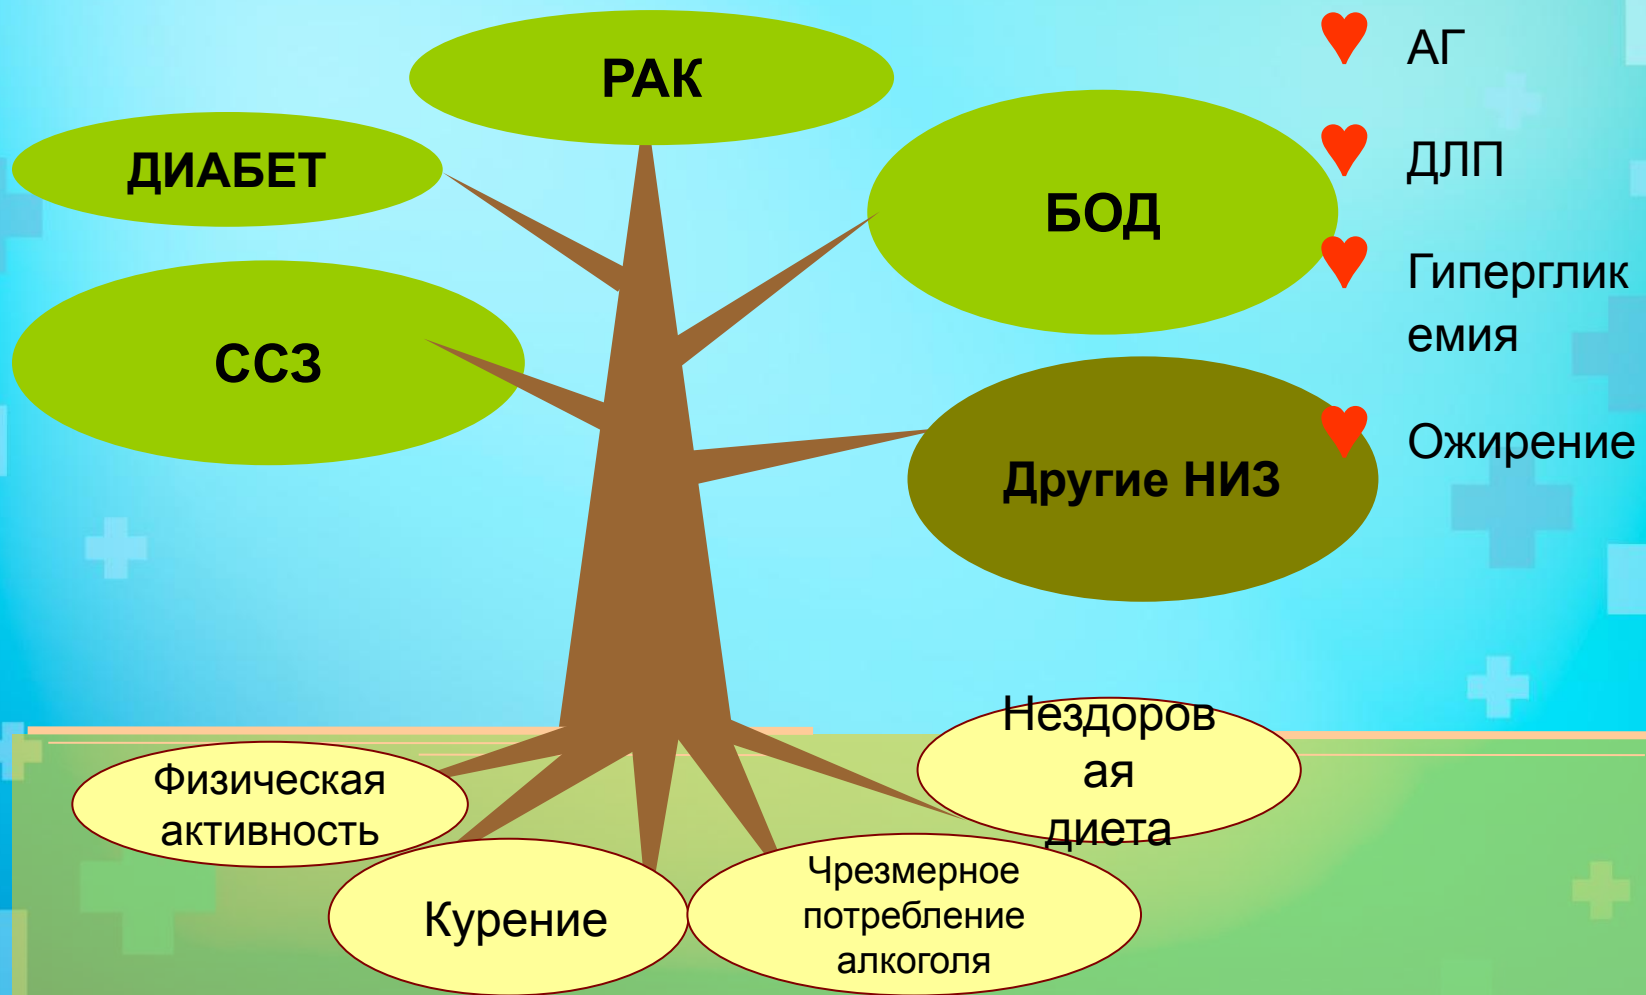 РАК
ДИАБЕТ
БОД
ССЗ
Другие НИЗ
АГ
ДЛП
Гиперглик
емия
Ожирение
Физическая
активность
Курение
Чрезмерное
потребление
алкоголя
Нездоров
ая
диета